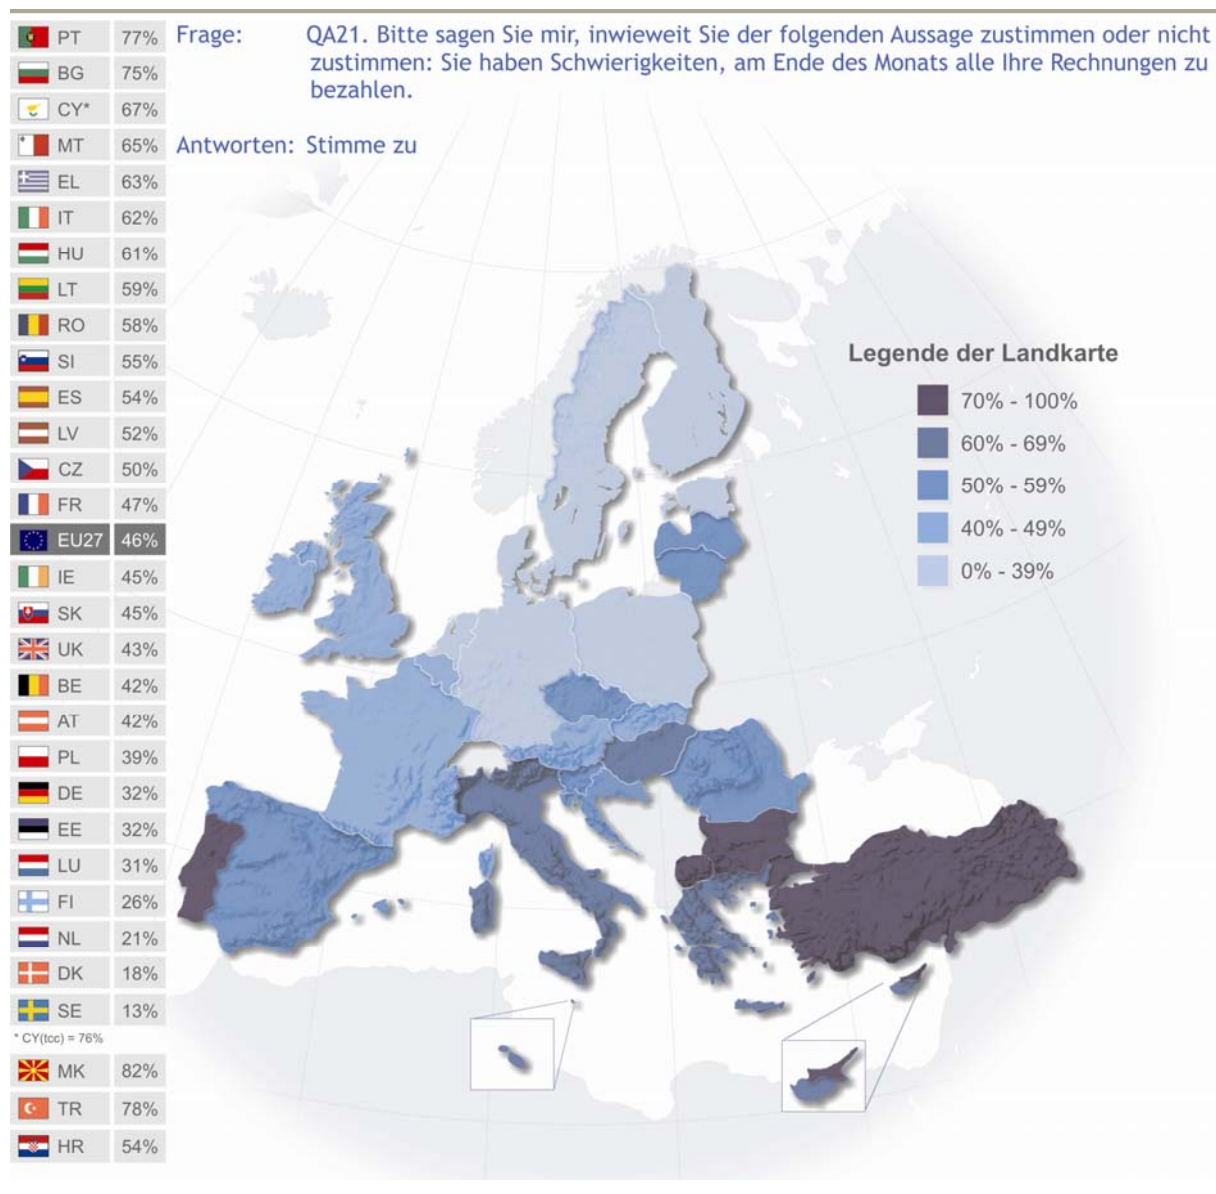 PT 77%
BG 75%
CY* 67%
MT 65%
EL 63%
IT 62%
HU 61%
LT 59%
RO 58%
SI 55%
ES 54%
LV 52%
CZ 50%
FR 47%
EU27 46%
IE 45%
SK 45%
UK 43%
BE 42%
AT 42%
PL 39%
DE 32%
EE 32%
LU 31%
FI 26%
NL 21%
DK 18%
SE 13%
* CY(tcc) = 76%
MK 82%
TR 78%
HR 54%
Frage: QA21. Bitte sagen Sie mir, inwieweit Sie der folgenden Aussage zustimmen oder nicht
zustimmen: Sie haben Schwierigkeiten, am Ende des Monats alle Ihre Rechnungen zu
bezahlen.
Antworten: Stimme zu
Legende der Landkarte
70% - 100%
60% - 69%
50% - 59%
40% - 49%
0% - 39%